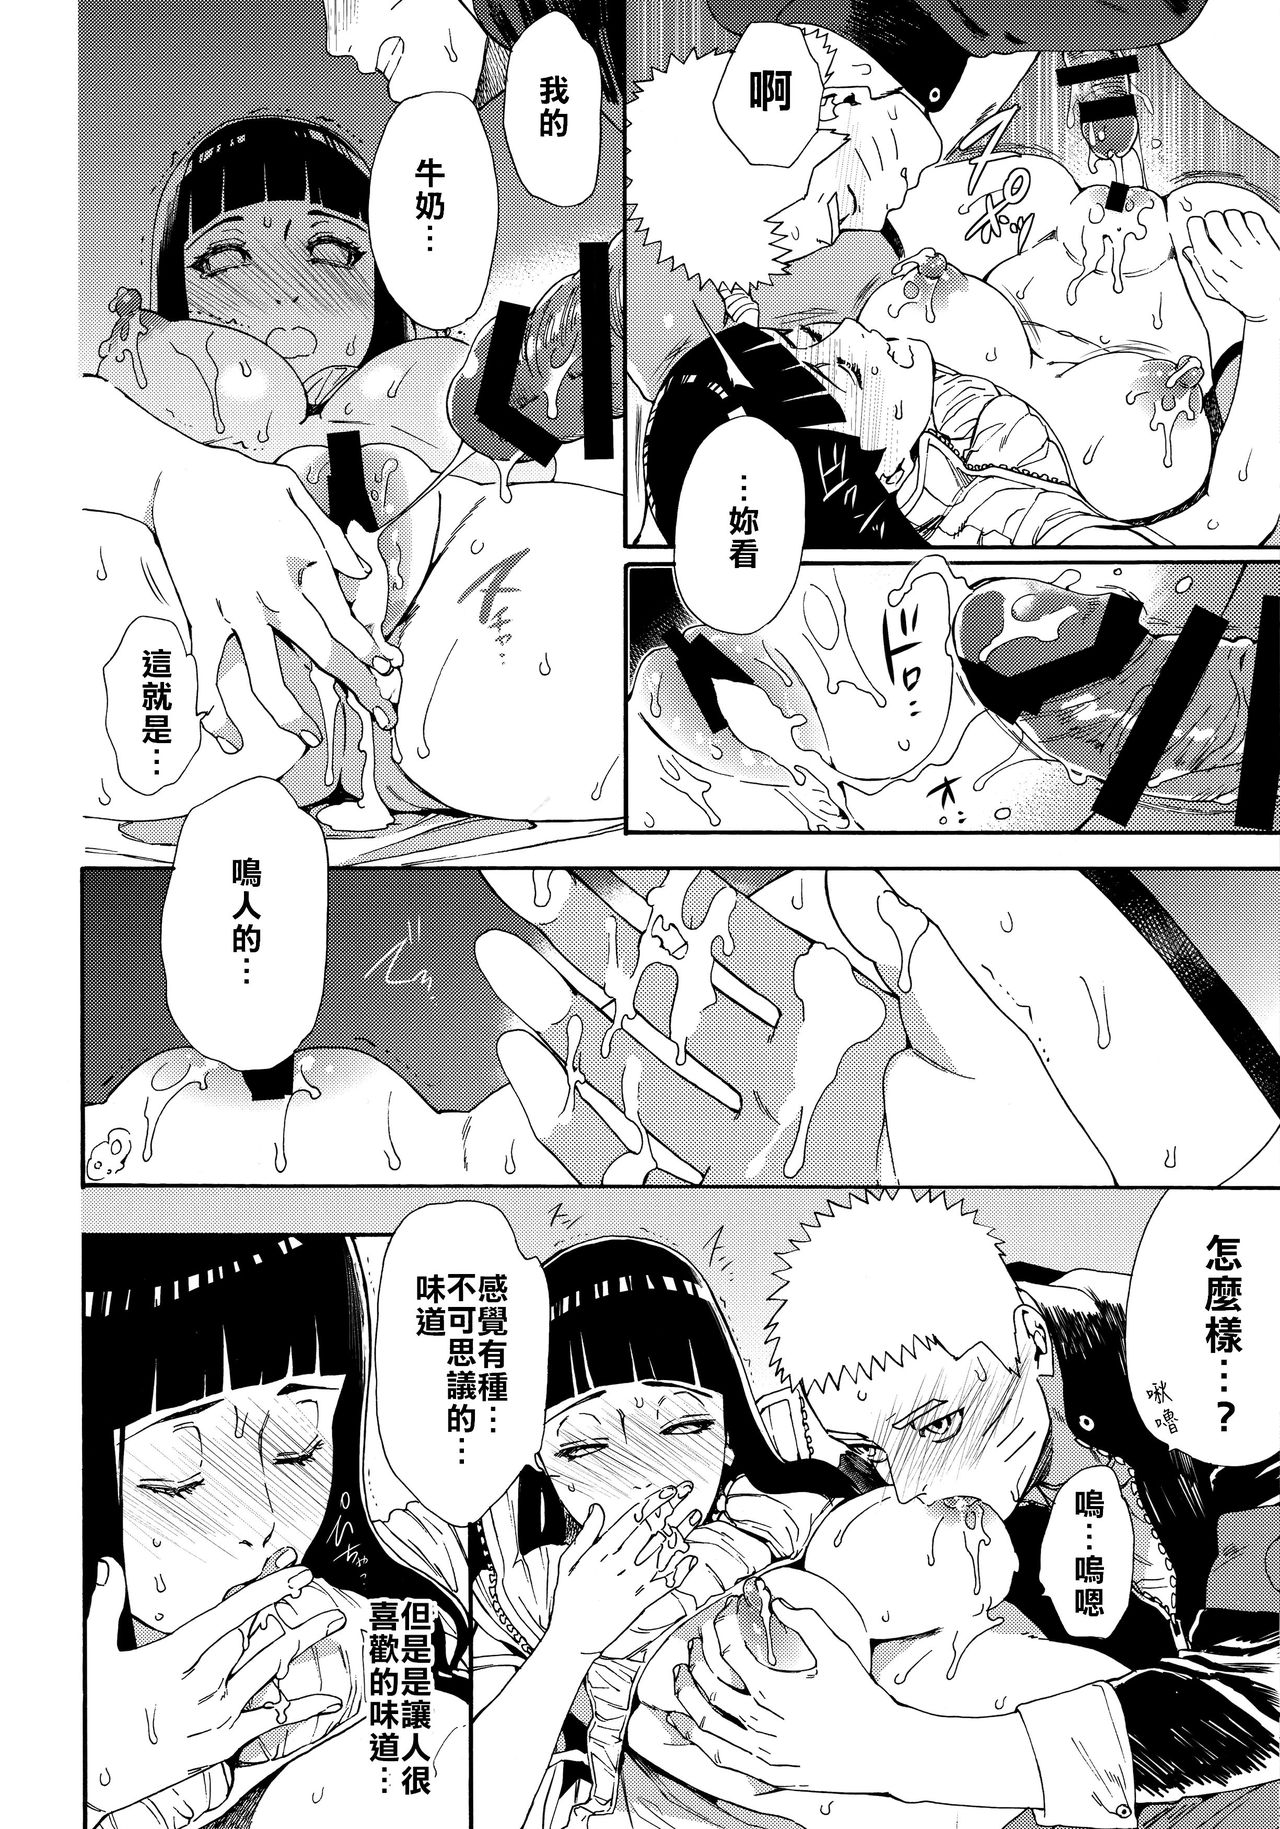 啊
…妳看
我的
牛奶…
這就是…
鳴人的…
怎麼樣…？
啾嚕
嗚…嗚嗯
感覺有種…
不可思議的…
味道
但是是讓人很
喜歡的味道…